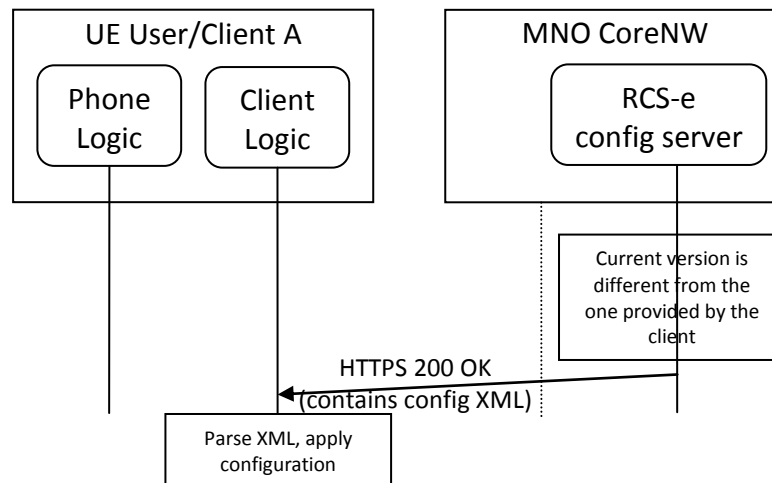 UE User/Client A
MNO CoreNW
Phone
Logic
Client
Logic
RCS-e
config server
Current version is
different from the
one provided by the
client
HTTPS 200 OK
(contains config XML)
Parse XML, apply
configuration